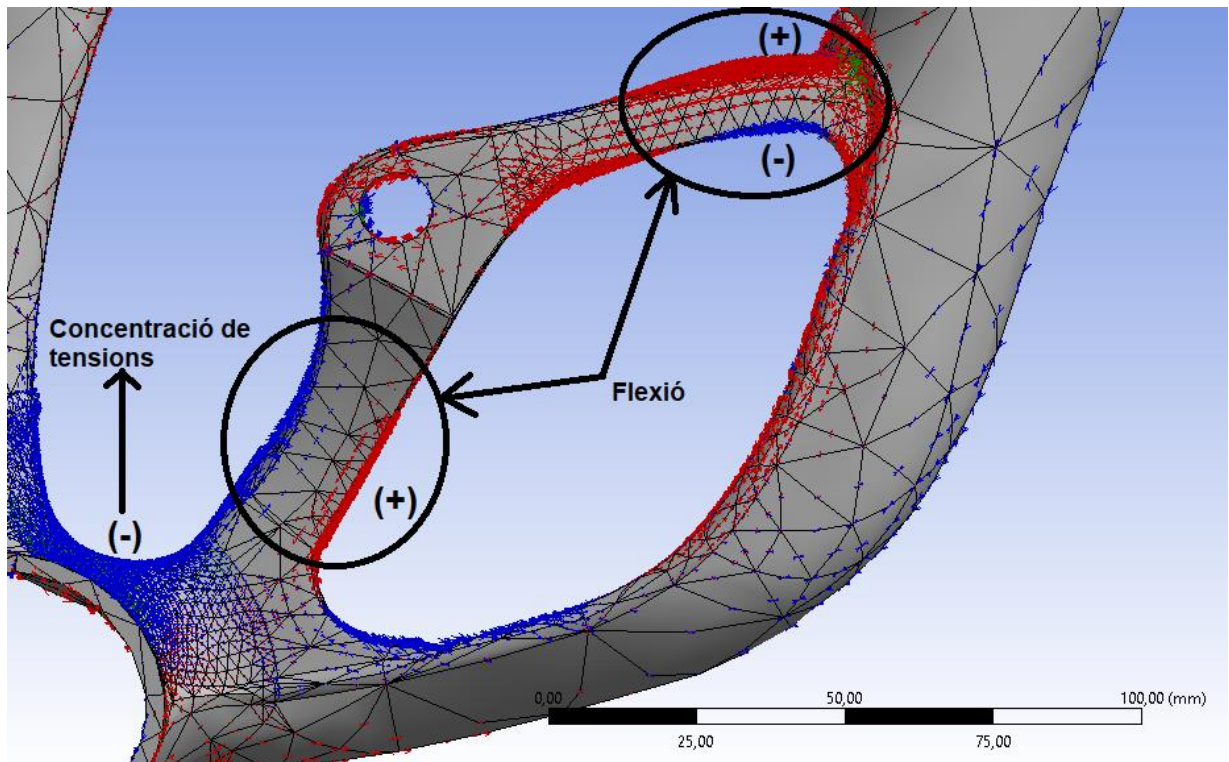 (+)
(-)
Concentració de
tensions
Flexió
(+)
(-)
0,00 50,00 100,00 (mm)
25,00 75,00